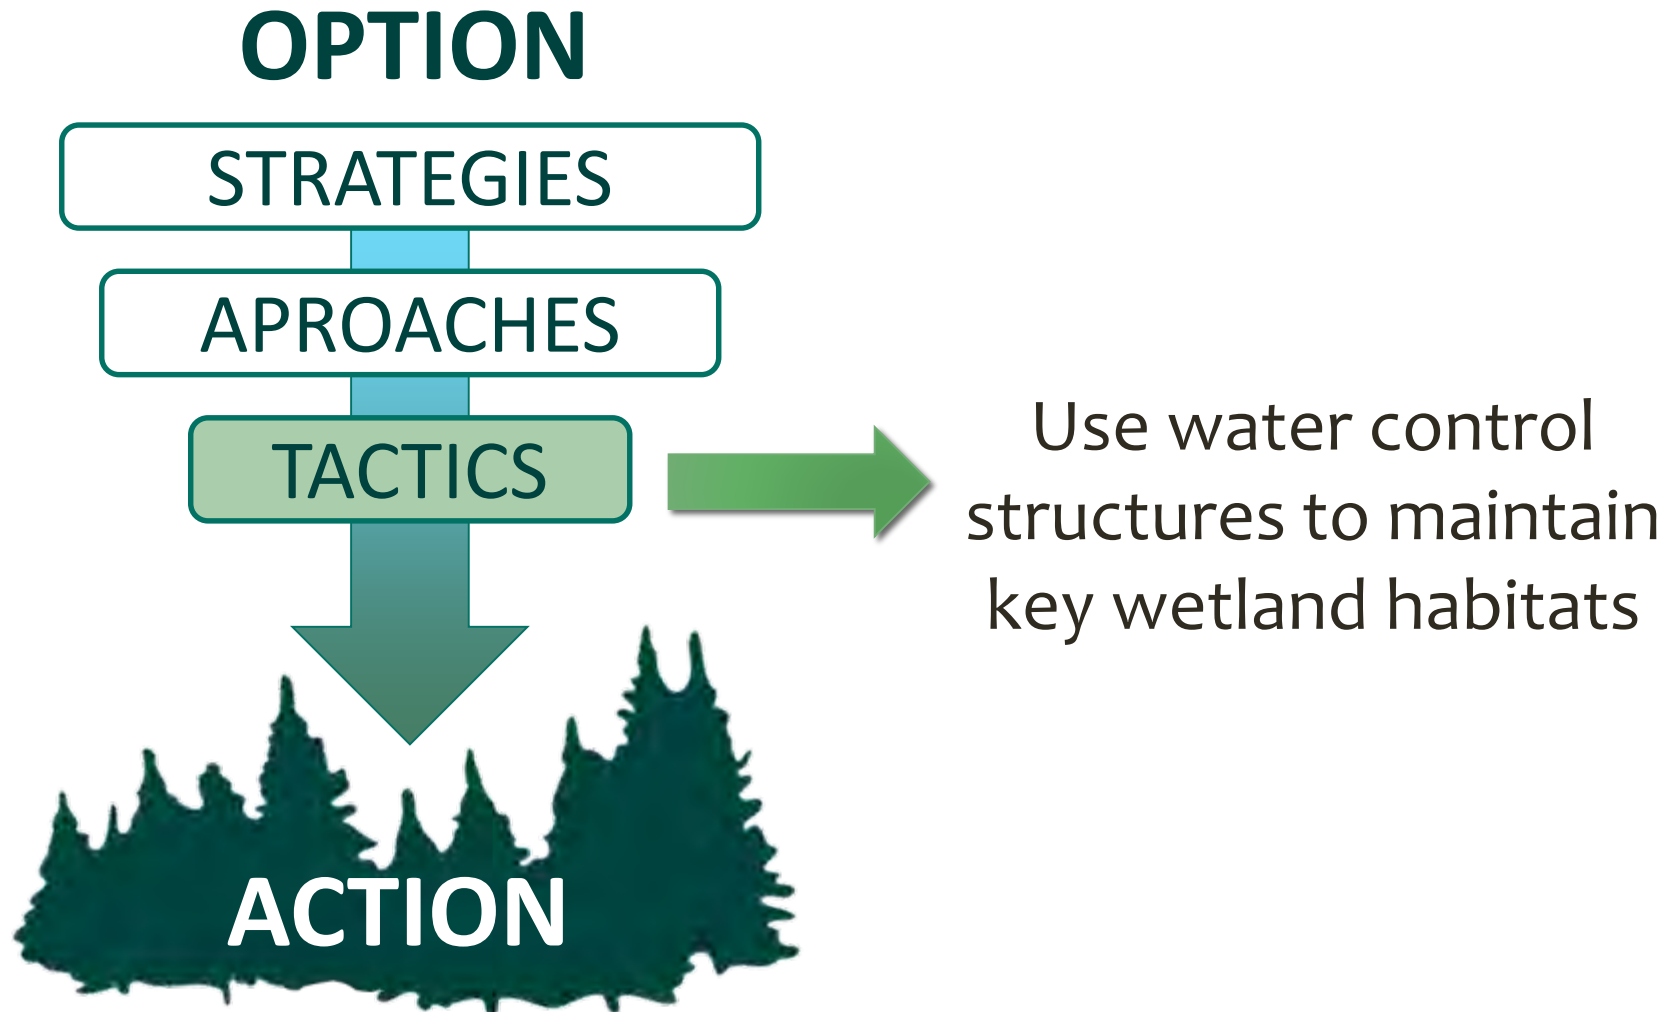 OPTION
STRATEGIES
APROACHES
TACTICS
Use water control
structures to maintain
key wetland habitats
ACTION